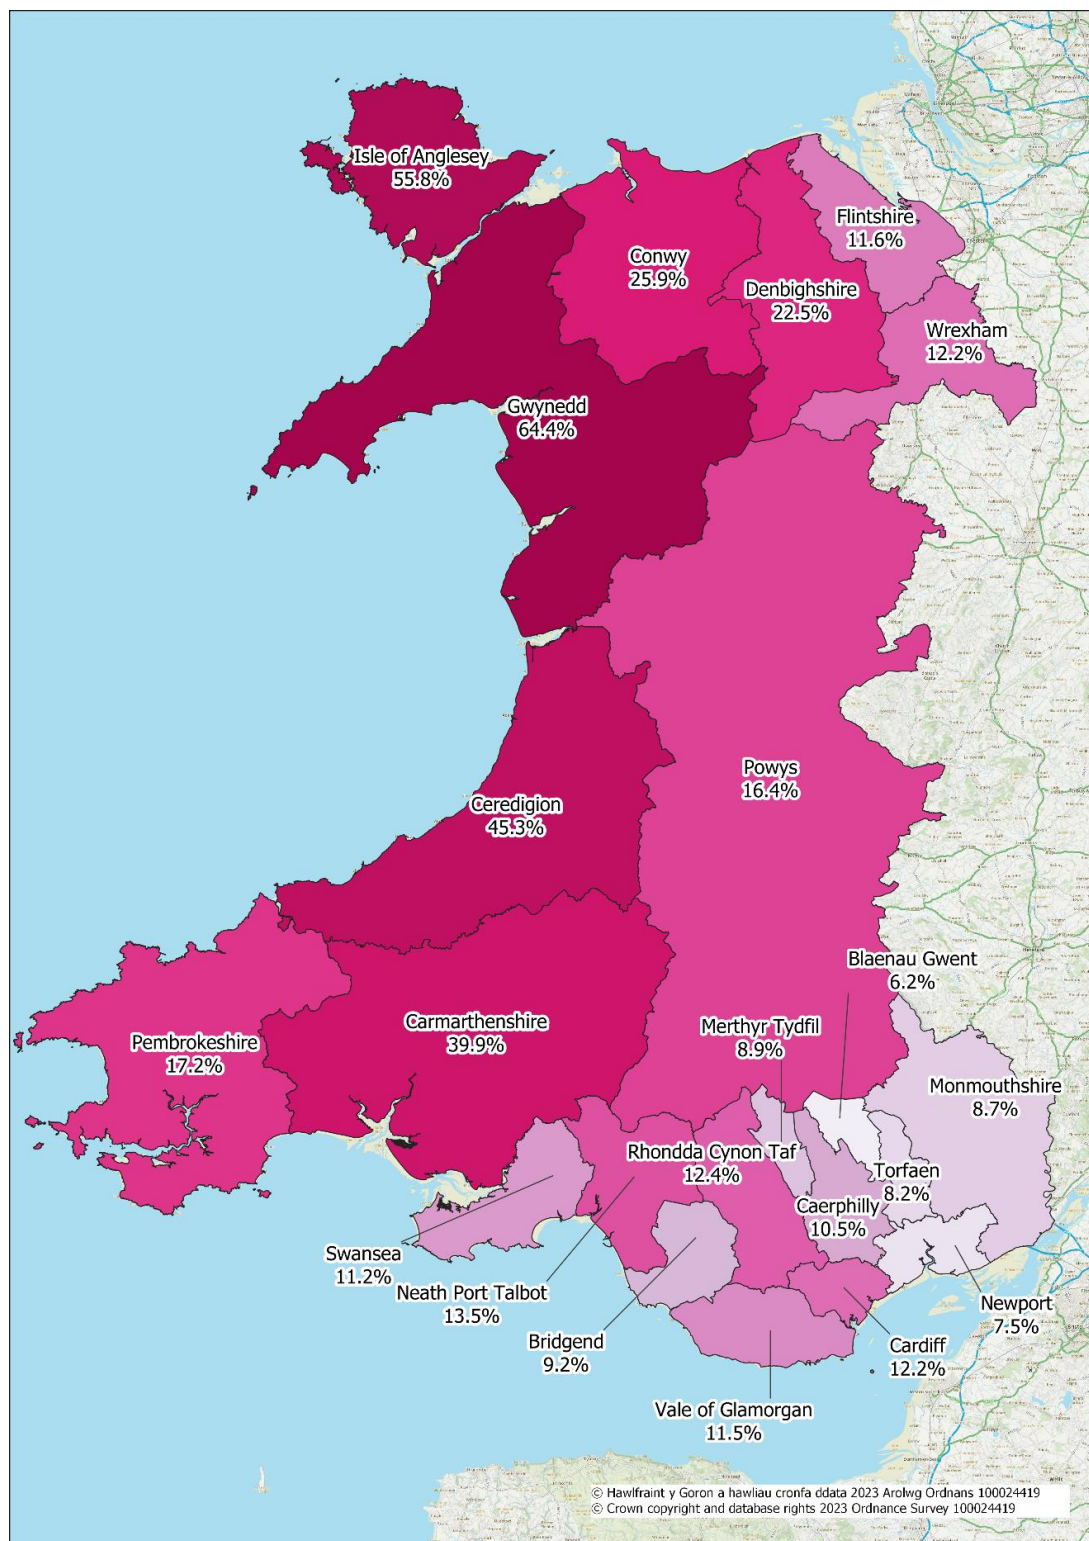 Isle of Anglesey
55.8%
Flintshire
11.6%
Conwy
25.9%
Denbighshire
22.5%
Wrexham
12.2%
Gwynedd
64.4%
Powys
16.4%
Ceredigion
45.3%
Blaenau Gwent
6.2%
Carmarthenshire
39.9%
Merthyr Tydfil
8.9%
Pembrokeshire
17.2%
Monmouthshire
8.7%
Rhondda Cynon Taf
12.4%
Torfaen
8.2%
Caerphilly
10.5%
Swansea
11.2%
Neath Port Talbot
13.5%
Newport
7.5%
Bridgend
9.2%
Cardiff
12.2%
Vale of Glamorgan
11.5%
© Hawlfraint y Goron a hawliau cronfa ddata 2023 Arolwg Ordnans 100024419
© Crown copyright and database rights 2023 Ordnance Survey 100024419